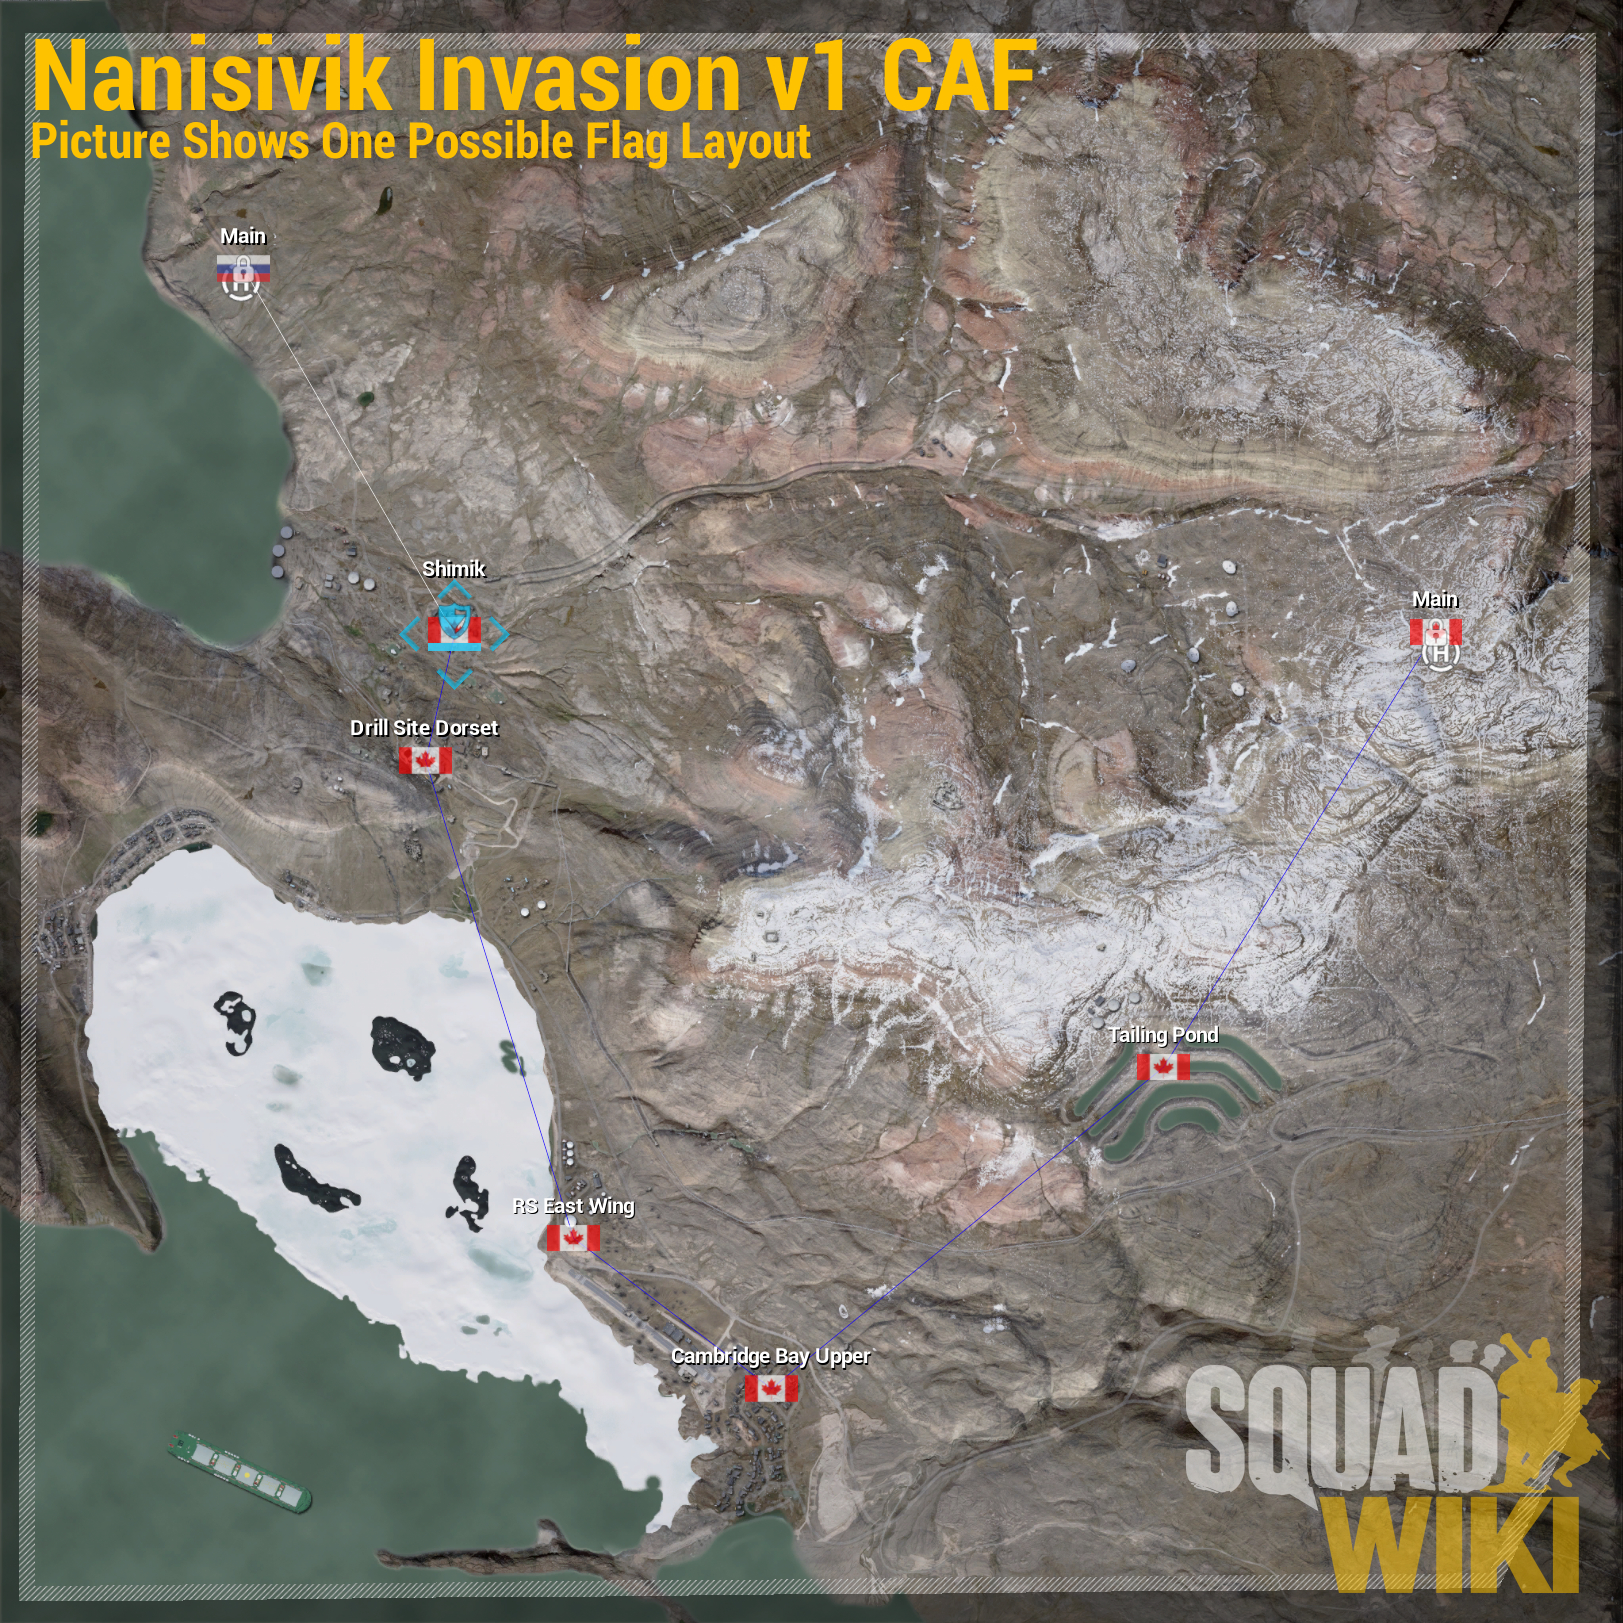 Nanisivik Invasion v1 CAF
Picture Shows One Possible Flag Layout
Main
H
Shimik
Main
H
Drill Site Dorset
Tailing Pond
RS East Wing
Cambridge Bay Upper
SQUAD
WIKI